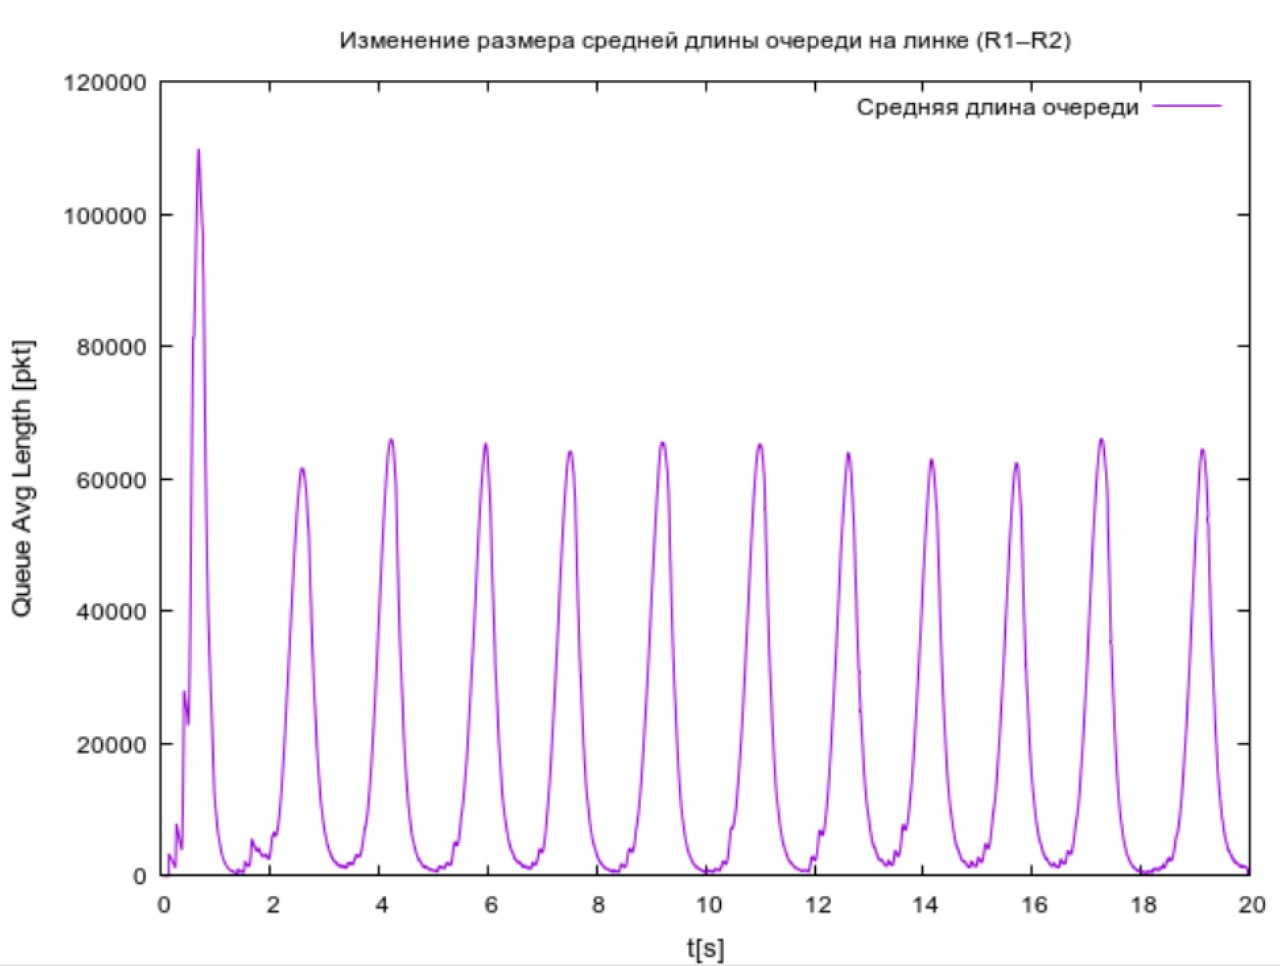 Изменение размера средней длины очереди на линке (R1–R2)
120000
Средняя длина очереди
100000
80000
60000
40000
20000
0
Queue Avg Length [pkt]
0 2 4 6 8 10 12 14 16 18 20
t[s]